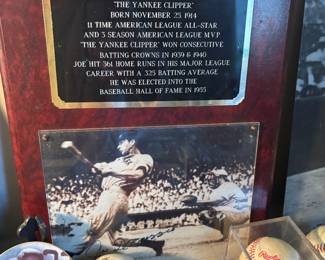 "THE YANKEE CLIPPER"
BORN NOVEMBER 25, 1914
11 TIME AMERICAN LEAGUE ALL-STAR
AND 3 SEASON AMERICAN LEAGUE M.V.P.
'THE YANKEE CLIPPER' WON CONSECUTIVE
BATTING CROWNS IN 1939 & 1940
JOE HIT 361 HOME RUNS IN HIS MAJOR LEAGUE
CAREER WITH A .325 BATTING AVERAGE
HE WAS ELECTED INTO THE
BASEBALL HALL OF FAME IN 1955
Rawlings